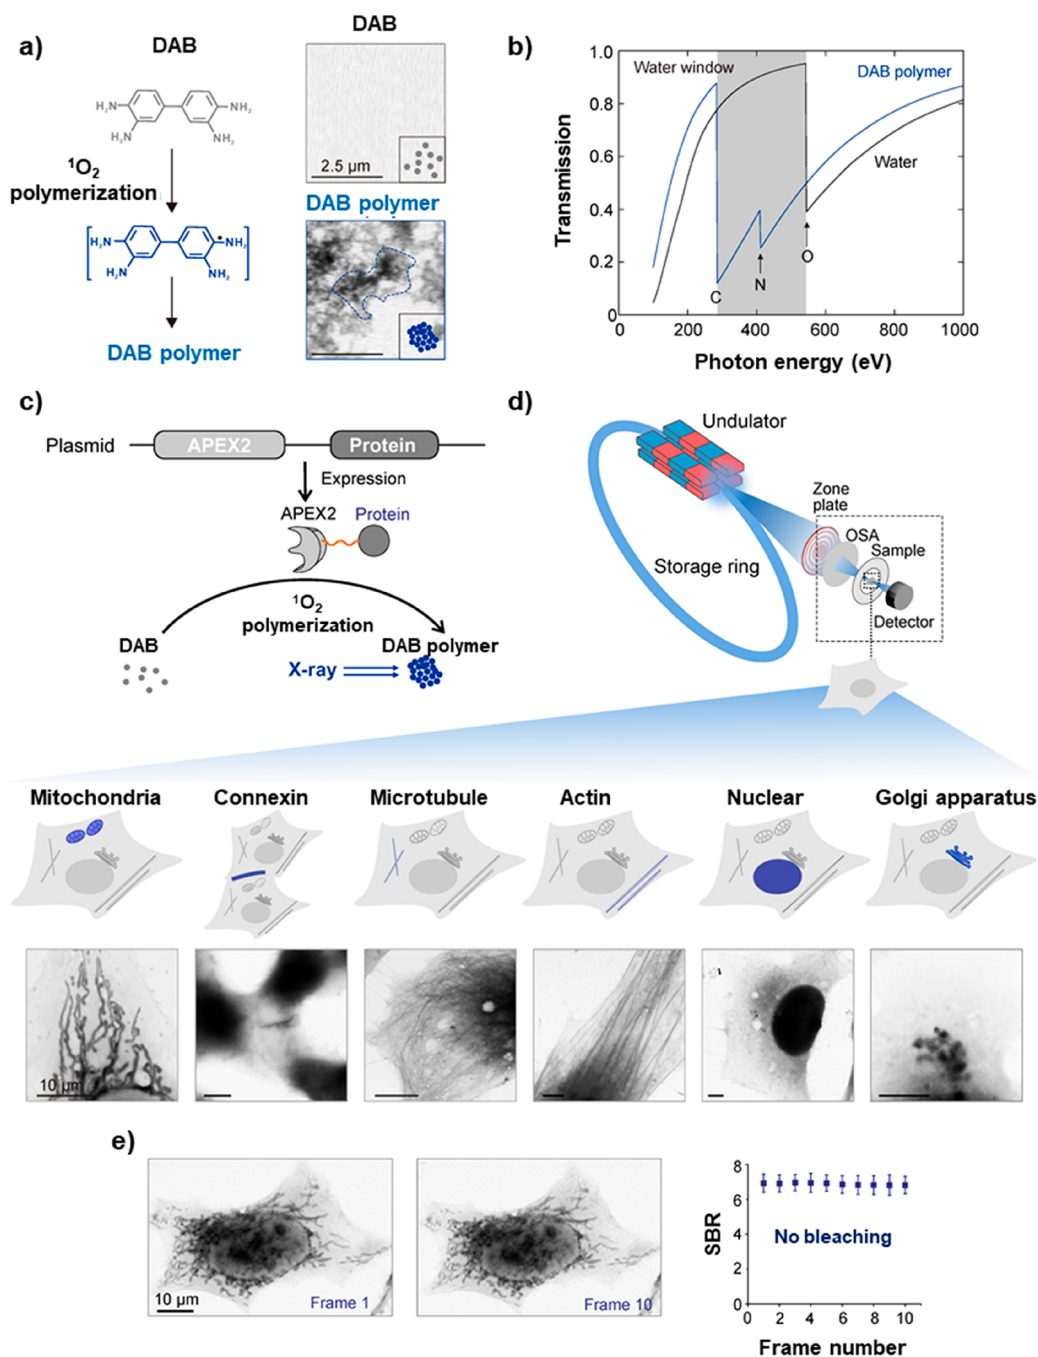 a)
DAB
H₂N
NH₂
H₂N
NH₂
¹O₂
polymerization
H₂N
NH₂
H₂N
NH₂
DAB polymer
DAB
2.5 µm
DAB polymer
b)
1.0
0.8
0.6
0.4
0.2
0
Transmission
Water window
DAB polymer
Water
C
N
O
0
200
400
600
800
1000
Photon energy (eV)
c)
Plasmid
APEX2
Protein
Expression
APEX2
Protein
¹O₂
polymerization
DAB
DAB polymer
X-ray
d)
Undulator
Storage ring
Zone
plate
OSA
Sample
Detector
Mitochondria
Connexin
Microtubule
Actin
Nuclear
Golgi apparatus
10 µm
e)
10 µm
Frame 1
Frame 10
SBR
8
6
4
2
0
No bleaching
0
2
4
6
8
10
Frame number